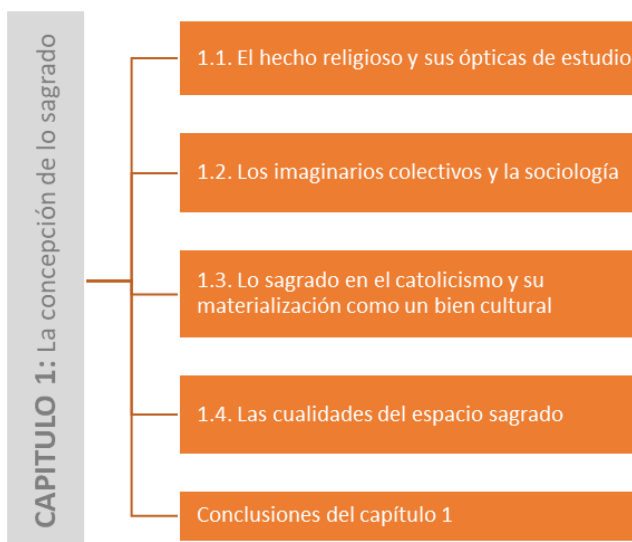 CAPITULO 1: La concepción de lo sagrado
1.1. El hecho religioso y sus ópticas de estudio
1.2. Los imaginarios colectivos y la sociología
1.3. Lo sagrado en el catolicismo y su
materialización como un bien cultural
1.4. Las cualidades del espacio sagrado
Conclusiones del capítulo 1